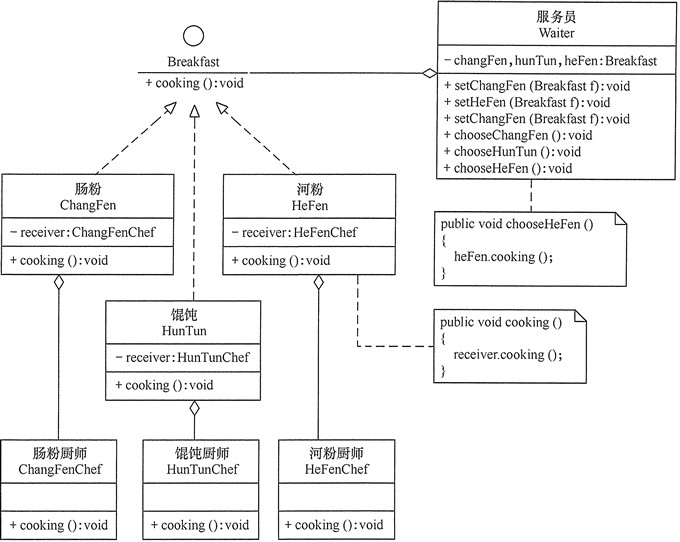 Breakfast
+ cooking ():void
服务员
Waiter
- changFen,hunTun,heFen:Breakfast
+ setChangFen (Breakfast f):void
+ setHeFen (Breakfast f):void
+ setChangFen (Breakfast f):void
+ chooseChangFen ():void
+ chooseHunTun ():void
+ chooseHeFen ():void
肠粉
ChangFen
- receiver:ChangFenChef
+ cooking ():void
河粉
HeFen
- receiver:HeFenChef
+ cooking ():void
public void chooseHeFen ()
{
heFen.cooking ();
}
馄饨
HunTun
- receiver:HunTunChef
+ cooking ():void
public void cooking ()
{
receiver.cooking ();
}
肠粉厨师
ChangFenChef
+ cooking ():void
馄饨厨师
HunTunChef
+ cooking ():void
河粉厨师
HeFenChef
+ cooking ():void